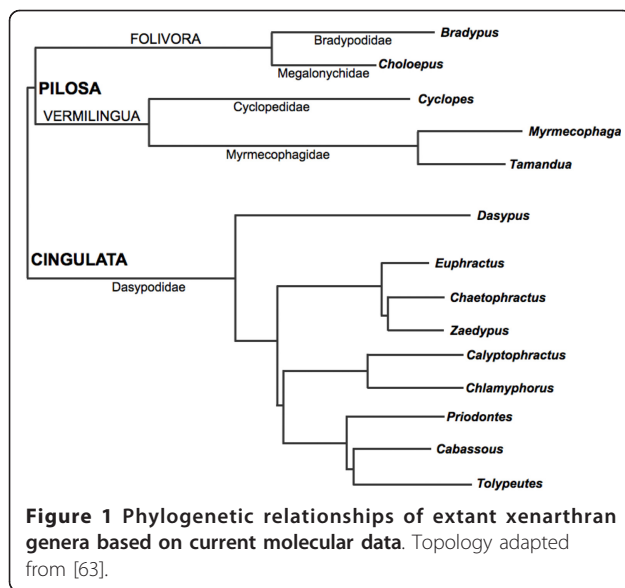 FOLIVORA
Bradypus
Bradypodidae
Choloepus
Megalonychidae
PILOSA
VERMILINGUA
Cyclopes
Cyclopedidae
Myrmecophaga
Myrmecophagidae
Tamandua
Dasypus
CINGULATA
Dasypodidae
Euphractus
Chaetophractus
Zaedypus
Calyptophractus
Chlamyphorus
Priodontes
Cabassous
Tolypeutes
Figure 1 Phylogenetic relationships of extant xenarthran
genera based on current molecular data. Topology adapted
from [63].